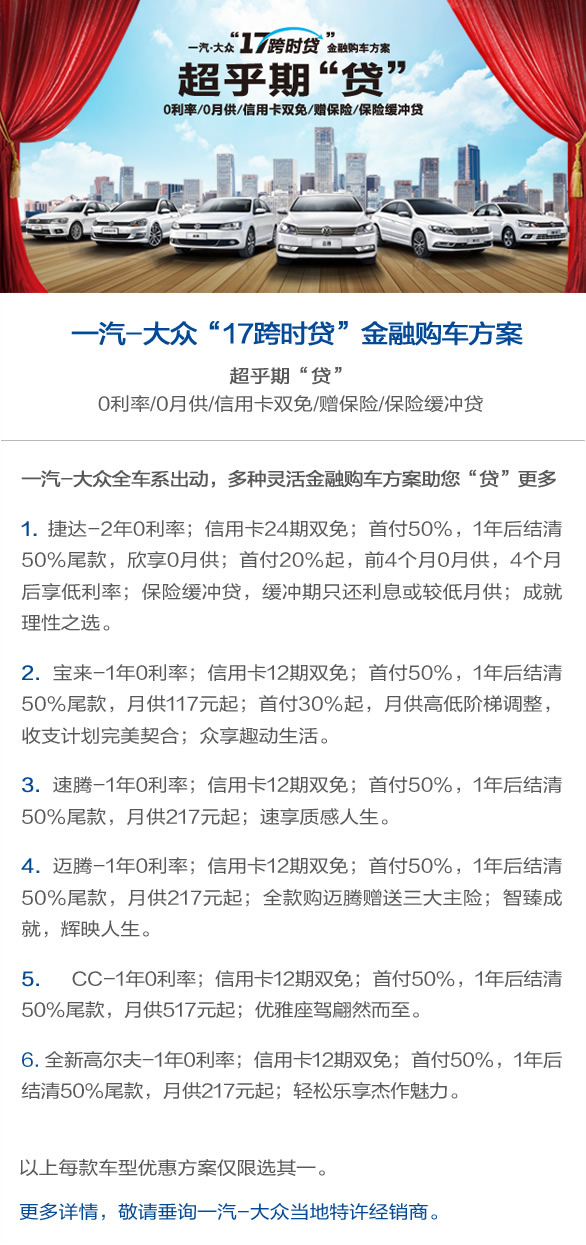 一汽·大众“17跨时贷”金融购车方案
超乎期“贷”
0利率/0月供/信用卡双免/赠保险/保险缓冲贷
一汽-大众“17跨时贷”金融购车方案
超乎期“贷”
0利率/0月供/信用卡双免/赠保险/保险缓冲贷
一汽-大众全车系出动，多种灵活金融购车方案助您“贷”更多
1. 捷达-2年0利率；信用卡24期双免；首付50%，1年后结清
50%尾款，欣享0月供；首付20%起，前4个月0月供，4个月
后享低利率；保险缓冲贷，缓冲期只还利息或较低月供；成就
理性之选。
2. 宝来-1年0利率；信用卡12期双免；首付50%，1年后结清
50%尾款，月供117元起；首付30%起，月供高低阶梯调整，
收支计划完美契合；众享趣动生活。
3. 速腾-1年0利率；信用卡12期双免；首付50%，1年后结清
50%尾款，月供217元起；速享质感人生。
4. 迈腾-1年0利率；信用卡12期双免；首付50%，1年后结清
50%尾款，月供217元起；全款购迈腾赠送三大主险；智臻成
就，辉映人生。
5. CC-1年0利率；信用卡12期双免；首付50%，1年后结清
50%尾款，月供517元起；优雅座驾翩然而至。
6. 全新高尔夫-1年0利率；信用卡12期双免；首付50%，1年后
结清50%尾款，月供217元起；轻松乐享杰作魅力。
以上每款车型优惠方案仅限选其一。
更多详情，敬请垂询一汽-大众当地特许经销商。